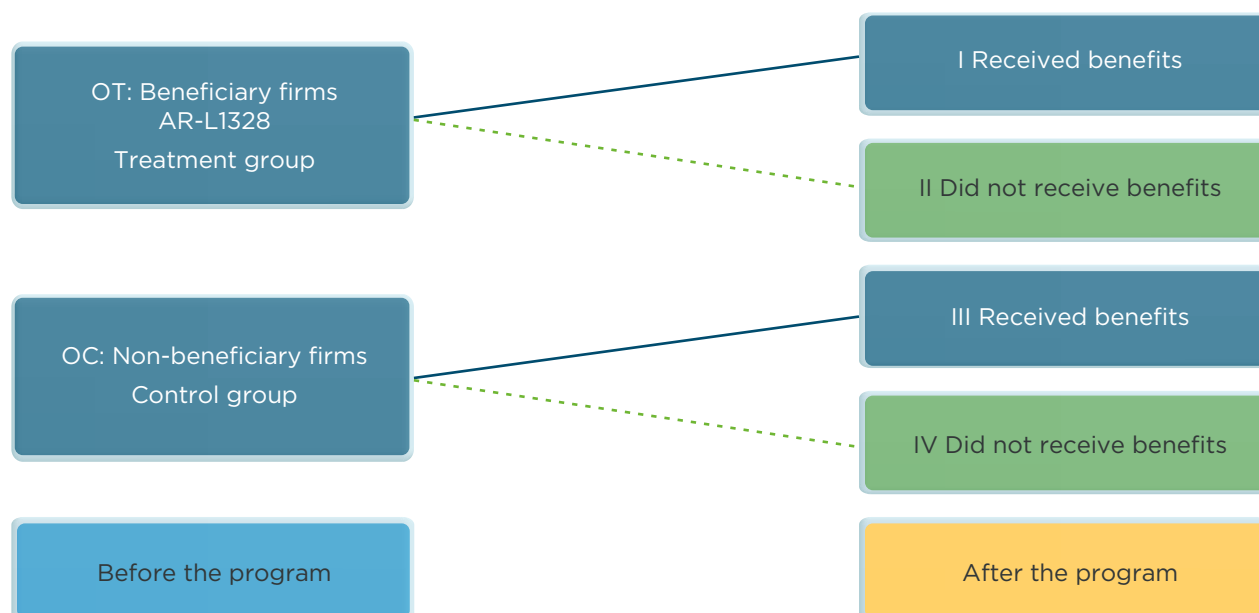 OT: Beneficiary firms
AR-L1328
Treatment group
I Received benefits
II Did not receive benefits
OC: Non-beneficiary firms
Control group
III Received benefits
IV Did not receive benefits
Before the program
After the program